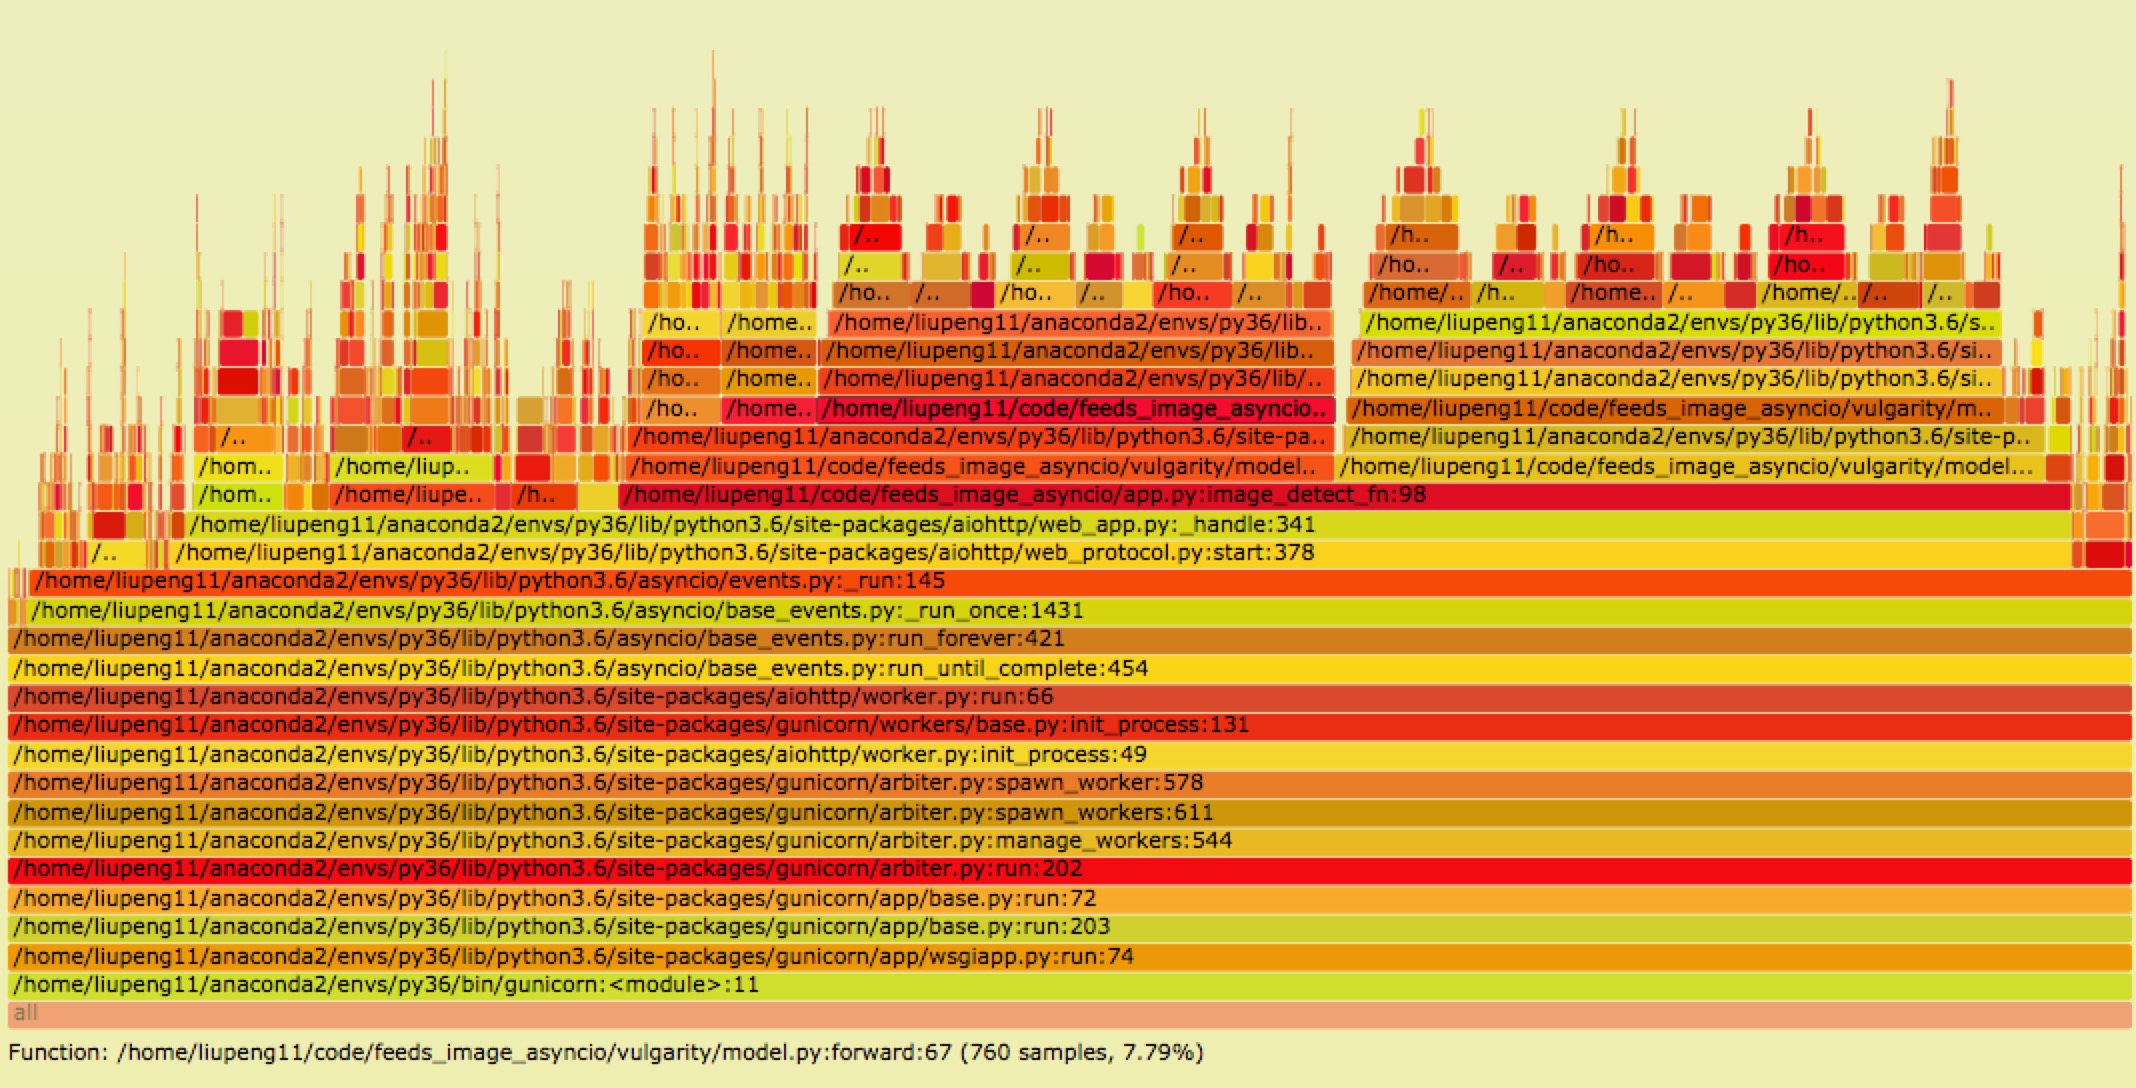 /.. /.. /.. /h.. /h.. /h..
/.. /.. /.. /ho.. /.. /ho.. /ho..
/ho.. /.. /ho.. /.. /ho.. /.. /home/.. /h.. /home.. /.. /home/.. /.. /..
/ho.. /home.. /home/liupeng11/anaconda2/envs/py36/lib.. /home/liupeng11/anaconda2/envs/py36/lib/python3.6/s..
/ho.. /home.. /home/liupeng11/anaconda2/envs/py36/lib.. /home/liupeng11/anaconda2/envs/py36/lib/python3.6/si..
/ho.. /home.. /home/liupeng11/anaconda2/envs/py36/lib/.. /home/liupeng11/anaconda2/envs/py36/lib/python3.6/si..
/ho.. /home.. /home/liupeng11/code/feeds_image_asyncio.. /home/liupeng11/code/feeds_image_asyncio/vulgarity/m..
/.. /.. /home/liupeng11/anaconda2/envs/py36/lib/python3.6/site-pa.. /home/liupeng11/anaconda2/envs/py36/lib/python3.6/site-p..
/hom.. /home/liup.. /home/liupeng11/code/feeds_image_asyncio/vulgarity/model.. /home/liupeng11/code/feeds_image_asyncio/vulgarity/model...
/hom.. /home/liupe.. /h.. /home/liupeng11/code/feeds_image_asyncio/app.py:image_detect_fn:98
/home/liupeng11/anaconda2/envs/py36/lib/python3.6/site-packages/aiohttp/web_app.py:_handle:341
/.. /home/liupeng11/anaconda2/envs/py36/lib/python3.6/site-packages/aiohttp/web_protocol.py:start:378
/home/liupeng11/anaconda2/envs/py36/lib/python3.6/asyncio/events.py:_run:145
/home/liupeng11/anaconda2/envs/py36/lib/python3.6/asyncio/base_events.py:_run_once:1431
/home/liupeng11/anaconda2/envs/py36/lib/python3.6/asyncio/base_events.py:run_forever:421
/home/liupeng11/anaconda2/envs/py36/lib/python3.6/asyncio/base_events.py:run_until_complete:454
/home/liupeng11/anaconda2/envs/py36/lib/python3.6/site-packages/aiohttp/worker.py:run:66
/home/liupeng11/anaconda2/envs/py36/lib/python3.6/site-packages/gunicorn/workers/base.py:init_process:131
/home/liupeng11/anaconda2/envs/py36/lib/python3.6/site-packages/aiohttp/worker.py:init_process:49
/home/liupeng11/anaconda2/envs/py36/lib/python3.6/site-packages/gunicorn/arbiter.py:spawn_worker:578
/home/liupeng11/anaconda2/envs/py36/lib/python3.6/site-packages/gunicorn/arbiter.py:spawn_workers:611
/home/liupeng11/anaconda2/envs/py36/lib/python3.6/site-packages/gunicorn/arbiter.py:manage_workers:544
/home/liupeng11/anaconda2/envs/py36/lib/python3.6/site-packages/gunicorn/arbiter.py:run:202
/home/liupeng11/anaconda2/envs/py36/lib/python3.6/site-packages/gunicorn/app/base.py:run:72
/home/liupeng11/anaconda2/envs/py36/lib/python3.6/site-packages/gunicorn/app/base.py:run:203
/home/liupeng11/anaconda2/envs/py36/lib/python3.6/site-packages/gunicorn/app/wsgiapp.py:run:74
/home/liupeng11/anaconda2/envs/py36/bin/gunicorn:<module>:11
all
Function: /home/liupeng11/code/feeds_image_asyncio/vulgarity/model.py:forward:67 (760 samples, 7.79%)